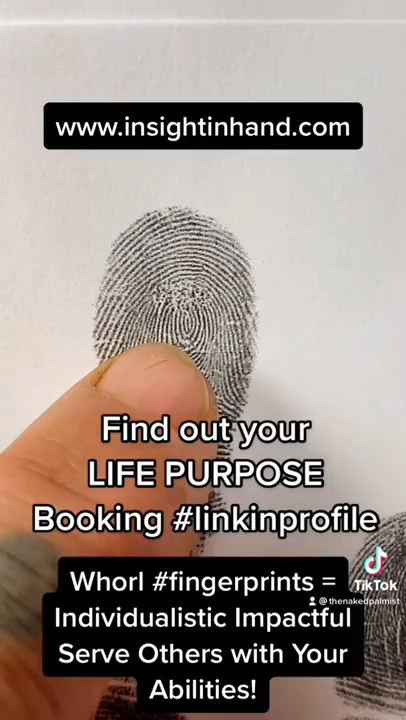 www.insightinhand.com
Find out your
LIFE PURPOSE
Booking #linkinprofile
Whorl #fingerprints =
Individualistic Impactful
Serve Others with Your
Abilities!
TikTok
@thenakedpalmist